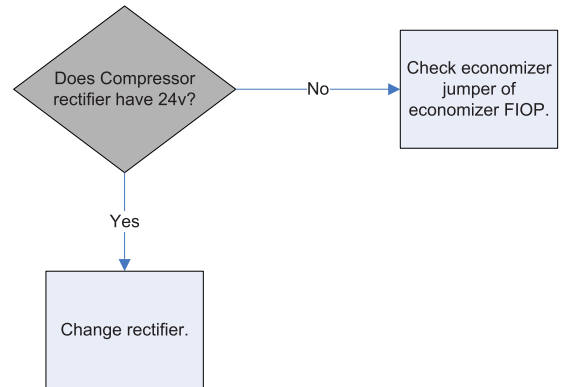 Does Compressor
rectifier have 24v?
No
Check economizer
jumper of
economizer FIOP.
Yes
Change rectifier.